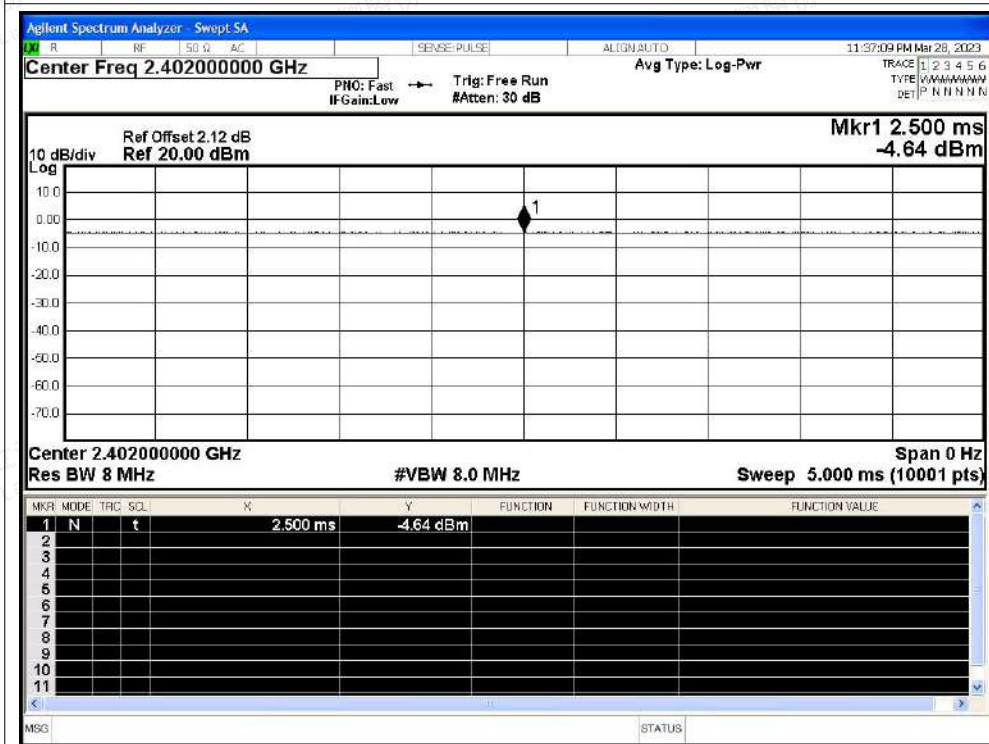 Agilent Spectrum Analyzer - Swept SA
LXI R RF 50 Ω AC SENSE:PULSE ALIGN AUTO 11:37:09 PM Mar 28, 2023
Center Freq 2.402000000 GHz Avg Type: Log-Pwr TRACE 1 2 3 4 5 6
PNO: Fast Trig: Free Run TYPE
IFGain:Low #Atten: 30 dB DET P N N N N N
Mkr1 2.500 ms
Ref Offset 2.12 dB
10 dB/div Ref 20.00 dBm -4.64 dBm
Log
10.0
1
0.00
-10.0
-20.0
-30.0
-40.0
-50.0
-60.0
-70.0
Center 2.402000000 GHz Span 0 Hz
Res BW 8 MHz #VBW 8.0 MHz Sweep 5.000 ms (10001 pts)
MKR MODE TRC SCL X Y FUNCTION FUNCTION WIDTH FUNCTION VALUE
1 N t 2.500 ms -4.64 dBm
2
3
4
5
6
7
8
9
10
11
MSG STATUS